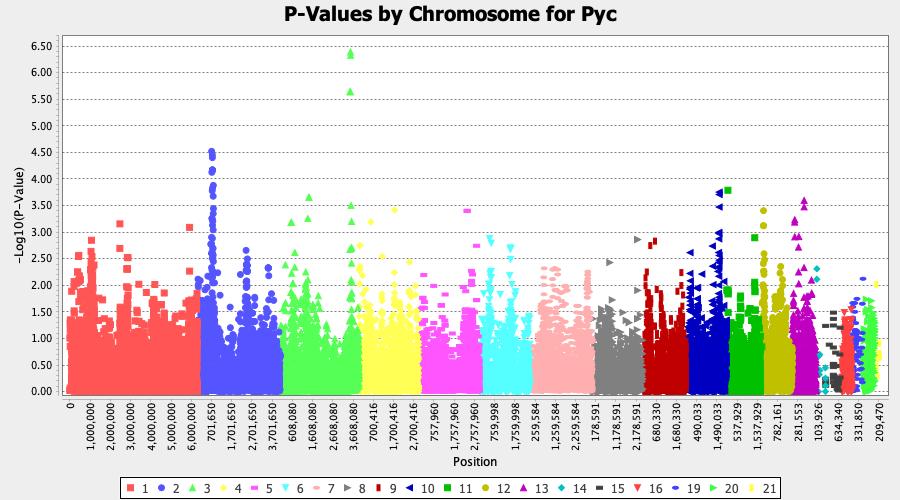 P-Values by Chromosome for Pyc
6.50
6.00
5.50
5.00
4.50
4.00
3.50
3.00
2.50
2.00
1.50
1.00
0.50
0.00
-Log10(P-Value)
0 1,000,000 2,000,000 3,000,000 4,000,000 5,000,000 6,000,000 701,650 1,701,650 2,701,650 3,701,650 608,080 1,608,080 2,608,080 3,608,080 700,416 1,700,416 2,700,416 757,960 1,757,960 2,757,960 759,998 1,759,998 259,584 1,259,584 2,259,584 178,591 1,178,591 2,178,591 680,330 1,680,330 490,033 1,490,033 537,929 1,537,929 782,161 281,553 103,926 634,340 331,850 209,470
Position
1 2 3 4 5 6 7 8 9 10 11 12 13 14 15 16 19 20 21